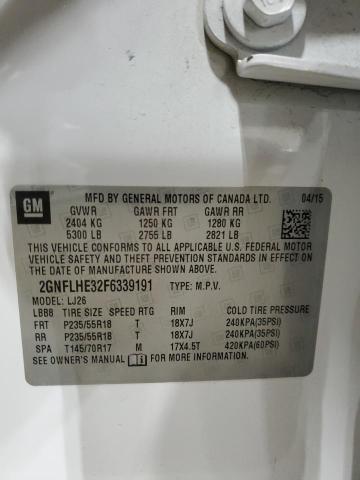 GM
MFD BY GENERAL MOTORS OF CANADA LTD. 04/15
GVWR GAWR FRT GAWR RR
2404 KG 1250 KG 1280 KG
5300 LB 2755 LB 2821 LB
THIS VEHICLE CONFORMS TO ALL APPLICABLE U.S. FEDERAL MOTOR
VEHICLE SAFETY AND THEFT PREVENTION STANDARDS IN EFFECT ON
THE DATE OF MANUFACTURE SHOWN ABOVE.
2GNFLHE32F6339191 TYPE: M.P.V.
MODEL: LJ26
LBB8 TIRE SIZE SPEED RTG RIM COLD TIRE PRESSURE
FRT P235/55R18 T 18X7J 240KPA(35PSI)
RR P235/55R18 T 18X7J 240KPA(35PSI)
SPA T145/70R17 M 17X4.5T 420KPA(60PSI)
SEE OWNER'S MANUAL FOR MORE INFORMATION.